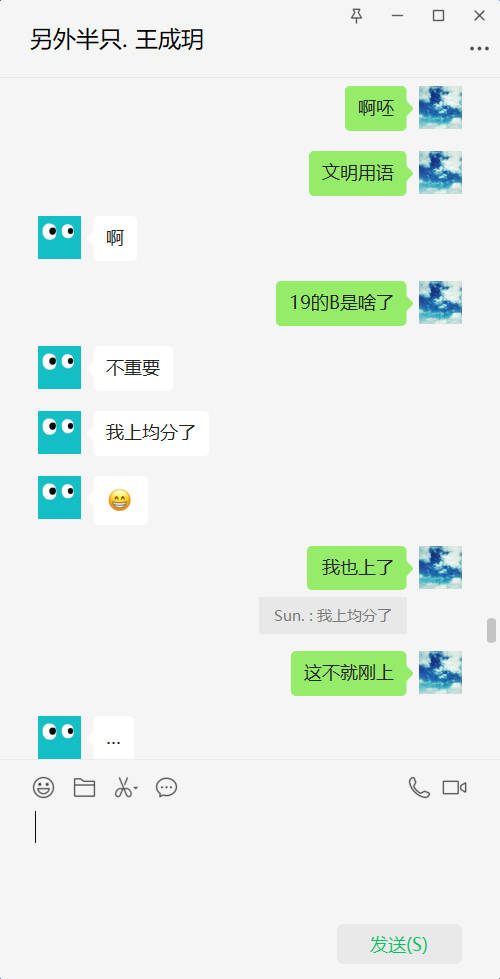 另外半只. 王成玥
啊呸
文明用语
啊
19的B是啥了
不重要
我上均分了
😁
我也上了
Sun. : 我上均分了
这不就刚上
...
发送(S)